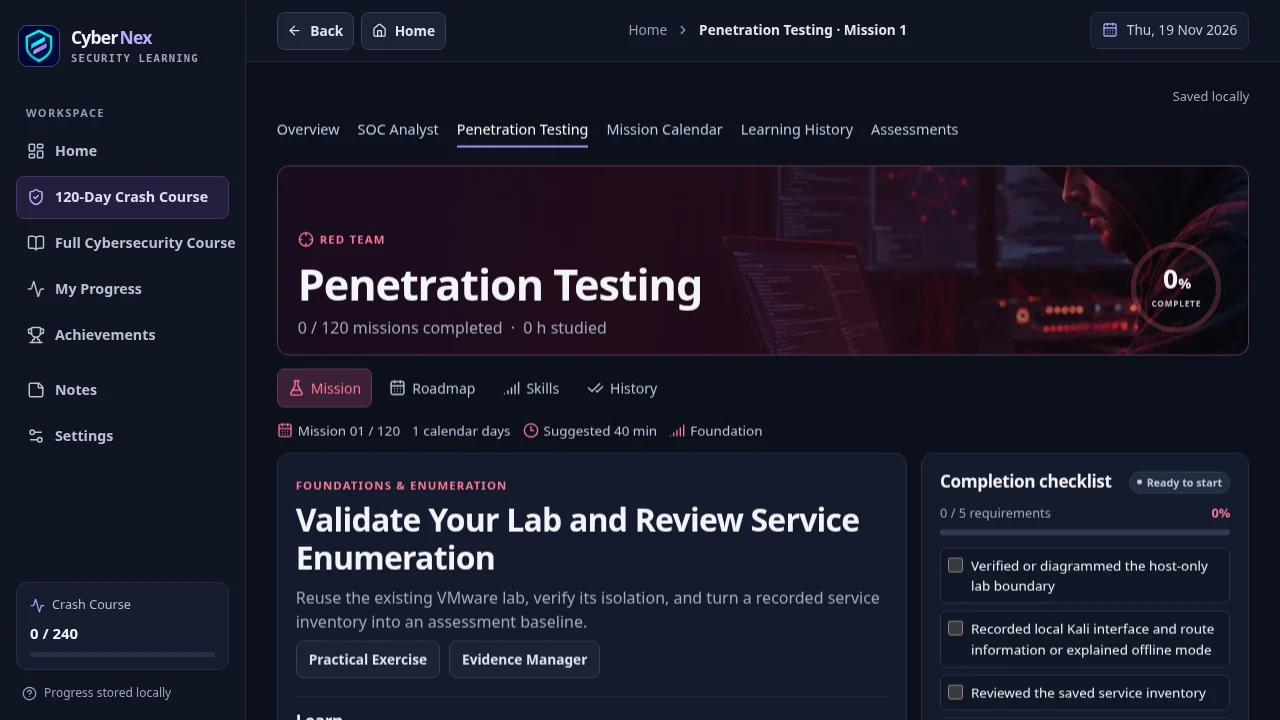 CyberNex
SECURITY LEARNING
WORKSPACE
Home
120-Day Crash Course
Full Cybersecurity Course
My Progress
Achievements
Notes
Settings
Crash Course
0 / 240
Progress stored locally
Back
Home
Home > Penetration Testing · Mission 1
Thu, 19 Nov 2026
Saved locally
Overview SOC Analyst Penetration Testing Mission Calendar Learning History Assessments
RED TEAM
Penetration Testing
0 / 120 missions completed · 0 h studied
0%
COMPLETE
Mission Roadmap Skills History
Mission 01 / 120 1 calendar days Suggested 40 min Foundation
FOUNDATIONS & ENUMERATION
Validate Your Lab and Review Service
Enumeration
Reuse the existing VMware lab, verify its isolation, and turn a recorded service
inventory into an assessment baseline.
Practical Exercise Evidence Manager
Learn
Completion checklist
Ready to start
0 / 5 requirements 0%
Verified or diagrammed the host-only
lab boundary
Recorded local Kali interface and route
information or explained offline mode
Reviewed the saved service inventory